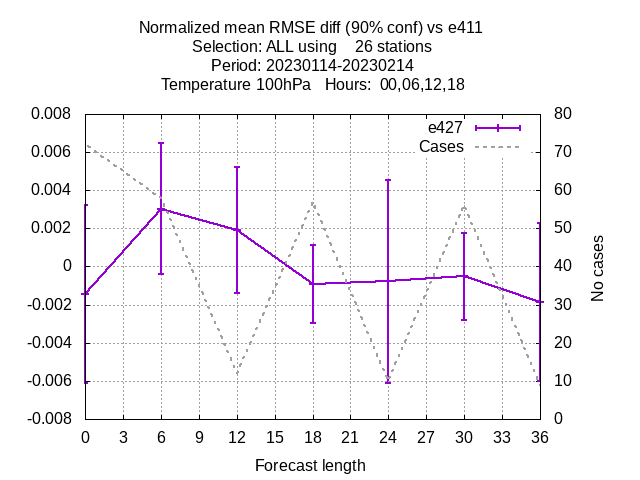 Normalized mean RMSE diff (90% conf) vs e411
Selection: ALL using    26 stations
Period: 20230114-20230214
Temperature 100hPa   Hours:  00,06,12,18
0.008
0.006
0.004
0.002
0
-0.002
-0.004
-0.006
-0.008
80
70
60
50
40
30
20
10
0
e427
Cases
No cases
0 3 6 9 12 15 18 21 24 27 30 33 36
Forecast length